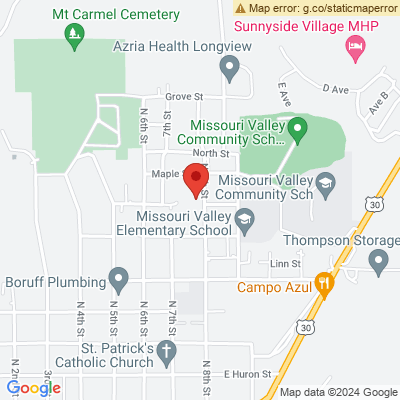 Map error: g.co/staticmaperror
Mt Carmel Cemetery
Sunnyside Village MHP
Azria Health Longview
E Ave
D Ave
Ave B
Grove St
N 6th St
7th St
Missouri Valley
Community Sch...
North St
Maple
N
St
Missouri Valley
Community Sch
30
Missouri Valley
Elementary School
Thompson Storage
Linn St
Boruff Plumbing
Campo Azul
N 4th St
N 5th St
N 6th St
N 7th St
30
St. Patrick's
Catholic Church
N 8th St
E Huron St
N 2nd
3r
Google
Map data ©2024 Google